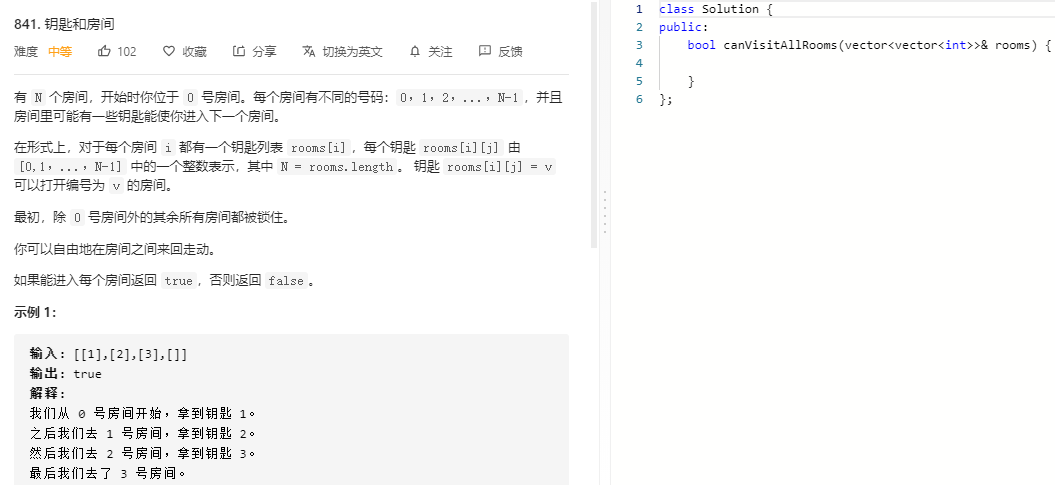 841. 钥匙和房间
难度 中等 102 收藏 分享 切换为英文 关注 反馈
有 N 个房间，开始时你位于 0 号房间。每个房间有不同的号码：0，1，2，...，N-1，并且
房间里可能有一些钥匙能使你进入下一个房间。
在形式上，对于每个房间 i 都有一个钥匙列表 rooms[i]，每个钥匙 rooms[i][j] 由
[0,1，...，N-1] 中的一个整数表示，其中 N = rooms.length。 钥匙 rooms[i][j] = v
可以打开编号为 v 的房间。
最初，除 0 号房间外的其余所有房间都被锁住。
你可以自由地在房间之间来回走动。
如果能进入每个房间返回 true，否则返回 false。
示例 1：
输入: [[1],[2],[3],[]]
输出: true
解释:
我们从 0 号房间开始，拿到钥匙 1。
之后我们去 1 号房间，拿到钥匙 2。
然后我们去 2 号房间，拿到钥匙 3。
最后我们去了 3 号房间。
1 class Solution {
2 public:
3 bool canVisitAllRooms(vector<vector<int>>& rooms) {
4
5 }
6 };